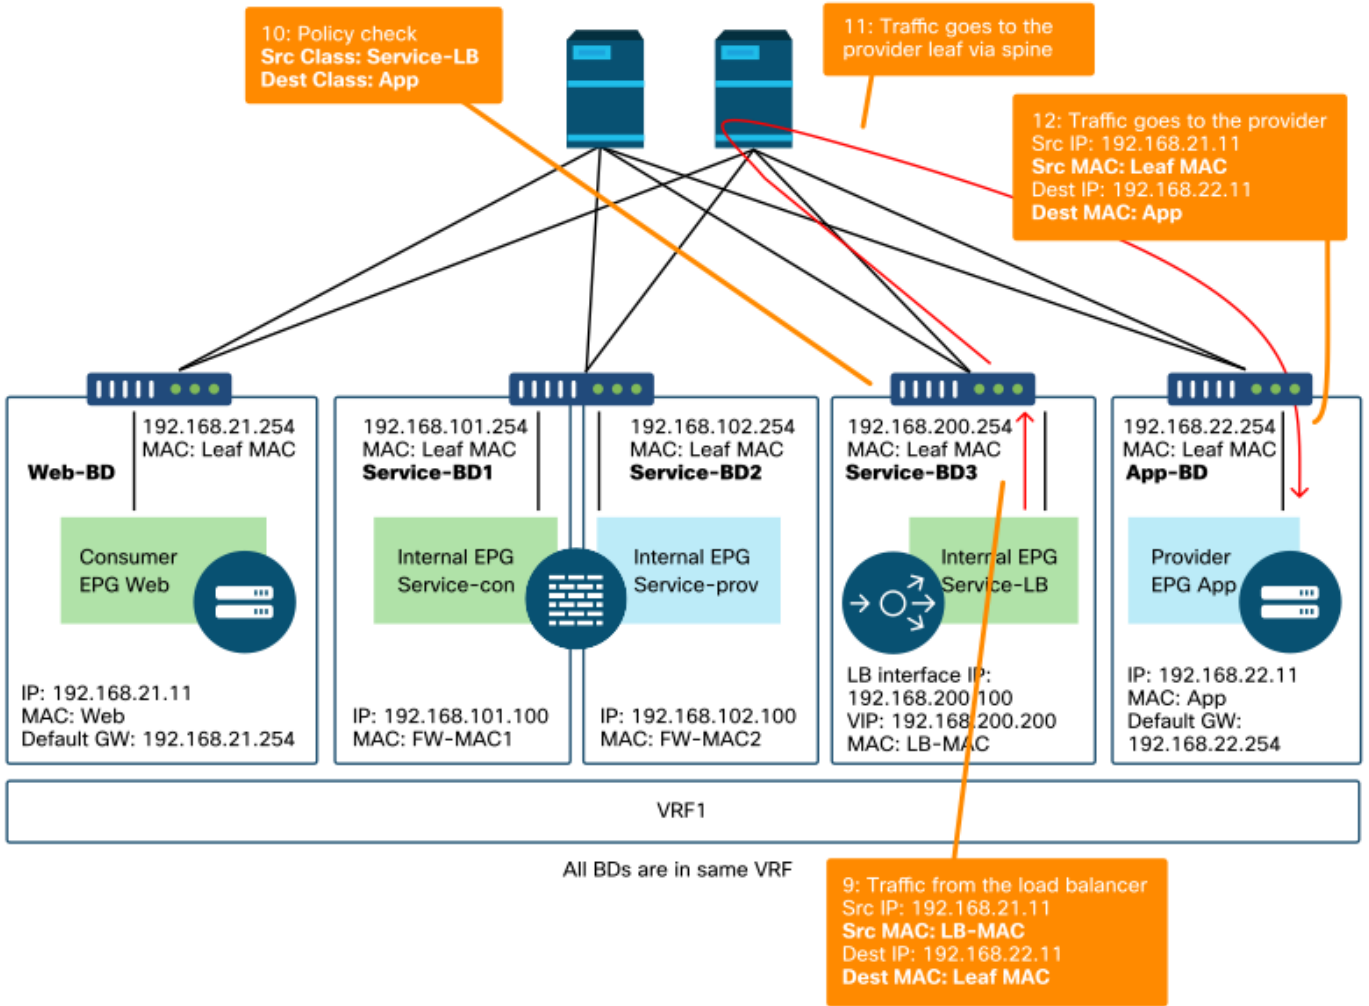 10: Policy check
Src Class: Service-LB
Dest Class: App
11: Traffic goes to the
provider leaf via spine
12: Traffic goes to the provider
Src IP: 192.168.21.11
Src MAC: Leaf MAC
Dest IP: 192.168.22.11
Dest MAC: App
192.168.21.254
MAC: Leaf MAC
Web-BD
Consumer
EPG Web
IP: 192.168.21.11
MAC: Web
Default GW: 192.168.21.254
192.168.101.254
MAC: Leaf MAC
Service-BD1
Internal EPG
Service-con
IP: 192.168.101.100
MAC: FW-MAC1
192.168.102.254
MAC: Leaf MAC
Service-BD2
Internal EPG
Service-prov
IP: 192.168.102.100
MAC: FW-MAC2
192.168.200.254
MAC: Leaf MAC
Service-BD3
Internal EPG
Service-LB
LB interface IP:
192.168.200.100
VIP: 192.168.200.200
MAC: LB-MAC
192.168.22.254
MAC: Leaf MAC
App-BD
Provider
EPG App
IP: 192.168.22.11
MAC: App
Default GW:
192.168.22.254
VRF1
All BDs are in same VRF
9: Traffic from the load balancer
Src IP: 192.168.21.11
Src MAC: LB-MAC
Dest IP: 192.168.22.11
Dest MAC: Leaf MAC